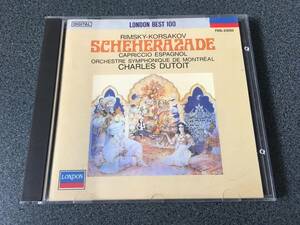 DIGITAL
LONDON BEST 100
RIMSKY-KORSAKOV
SCHEHERAZADE
CAPRICCIO ESPAGNOL
ORCHESTRE SYMPHONIQUE DE MONTRÉAL
CHARLES DUTOIT
LONDON